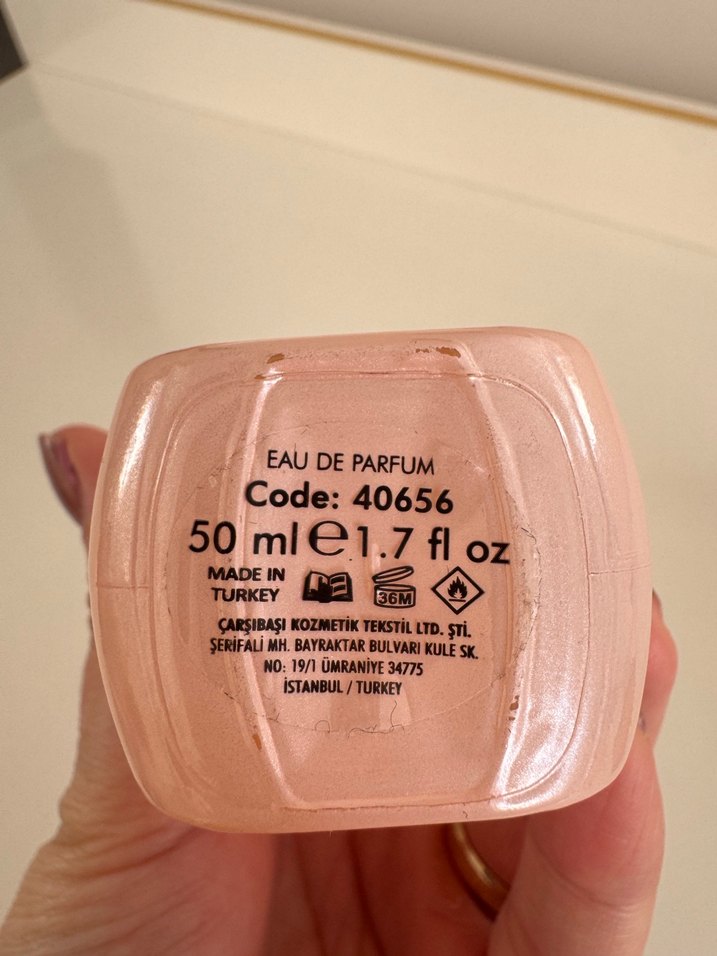 EAU DE PARFUM
Code: 40656
50 ml ℮ 1.7 fl oz
MADE IN
TURKEY
36M
ÇARŞIBAŞI KOZMETİK TEKSTİL LTD. ŞTİ.
ŞERİFALİ MH. BAYRAKTAR BULVARI KULE SK.
NO: 19/1 ÜMRANİYE 34775
İSTANBUL / TURKEY